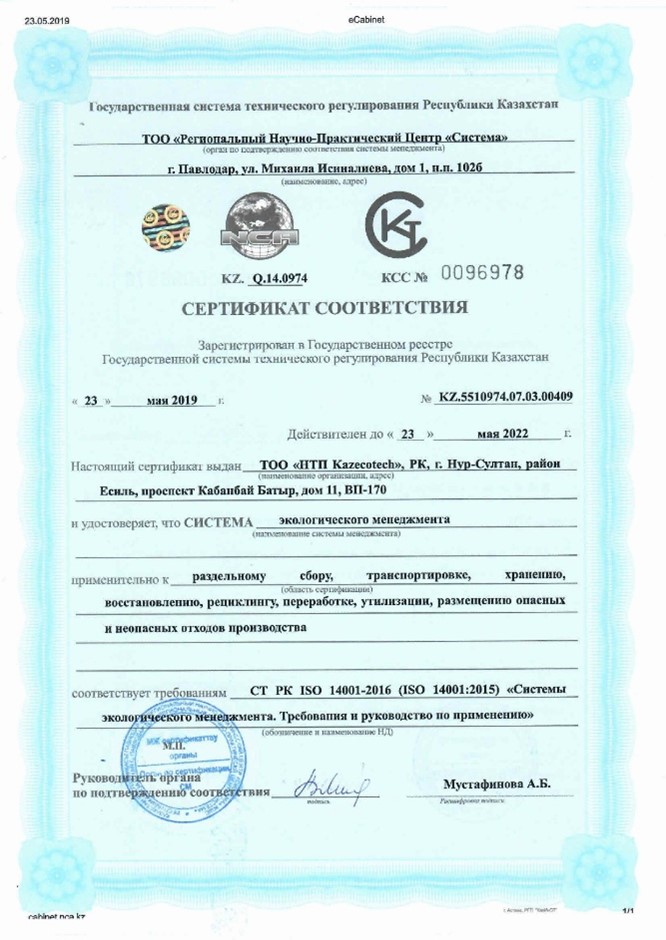 23.05.2019 eCabinet
Государственная система технического регулирования Республики Казахстан
ТОО «Региональный Научно-Практический Центр «Система»
(орган по подтверждению соответствия системы менеджмента)
г. Павлодар, ул. Михаила Исиналиева, дом 1, н.п. 102б
(наименование, адрес)
NCA
KZ. Q.14.0974 КСС № 0096978
СЕРТИФИКАТ СООТВЕТСТВИЯ
Зарегистрирован в Государственном реестре
Государственной системы технического регулирования Республики Казахстан
« 23 » мая 2019 г. № KZ.5510974.07.03.00409
Действителен до « 23 » мая 2022 г.
Настоящий сертификат выдан ТОО «НТП Kazecotech», РК, г. Нур-Султан, район
(наименование организации, адрес)
Есиль, проспект Кабанбай Батыр, дом 11, ВП-170
и удостоверяет, что СИСТЕМА экологического менеджмента
(наименование системы менеджмента)
применительно к раздельному сбору, транспортировке, хранению,
(область сертификации)
восстановлению, рециклингу, переработке, утилизации, размещению опасных
и неопасных отходов производства
соответствует требованиям СТ РК ISO 14001-2016 (ISO 14001:2015) «Системы
экологического менеджмента. Требования и руководство по применению»
(обозначение и наименование НД)
М.П.
органы
по сертификации
СМ
Руководитель органа
по подтверждению соответствия
подпись
Мустафинова А.Б.
Расшифровка подписи
cabinet.nca.kz 1/1